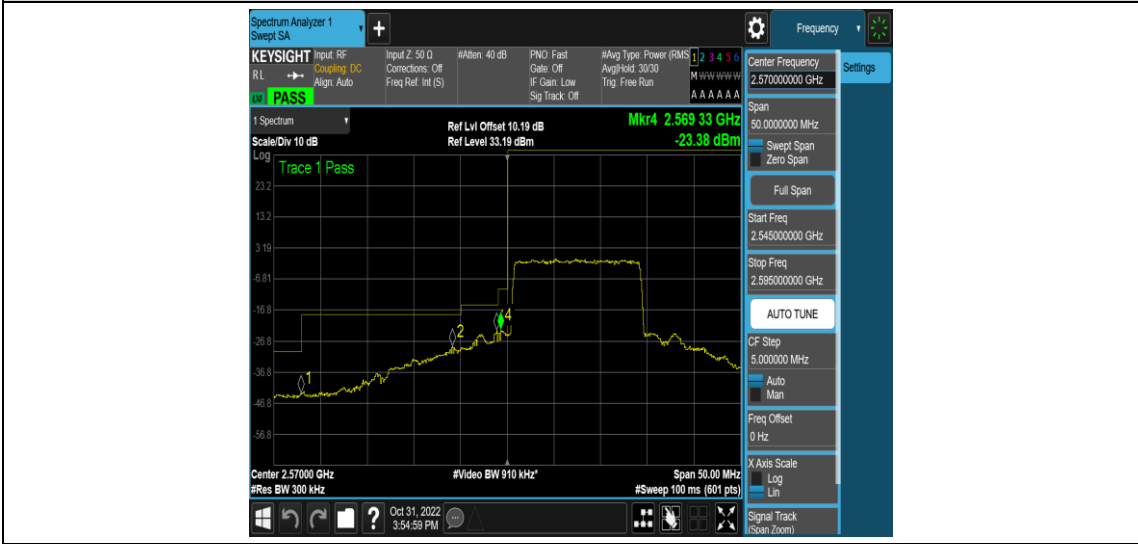 Spectrum Analyzer 1
Swept SA
+
Frequency
KEYSIGHT
RL
PASS
Input: RF
Coupling: DC
Align: Auto
Input Z: 50 Ω
Corrections: Off
Freq Ref: Int (S)
#Atten: 40 dB
PNO: Fast
Gate: Off
IF Gain: Low
Sig Track: Off
#Avg Type: Power (RMS
Avg|Hold: 30/30
Trig: Free Run
1 2 3 4 5 6
M W W W W W
A A A A A A
1 Spectrum
Scale/Div 10 dB
Ref Lvl Offset 10.19 dB
Ref Level 33.19 dBm
Mkr4 2.569 33 GHz
-23.38 dBm
Log
Trace 1 Pass
23.2
13.2
3.19
-6.81
-16.8
-26.8
-36.8
-46.8
-56.8
1
2
4
Center 2.57000 GHz
#Video BW 910 kHz*
Span 50.00 MHz
#Res BW 300 kHz
#Sweep 100 ms (601 pts)
?
Oct 31, 2022
3:54:59 PM
Center Frequency
2.570000000 GHz
Settings
Span
50.0000000 MHz
Swept Span
Zero Span
Full Span
Start Freq
2.545000000 GHz
Stop Freq
2.595000000 GHz
AUTO TUNE
CF Step
5.000000 MHz
Auto
Man
Freq Offset
0 Hz
X Axis Scale
Log
Lin
Signal Track
(Span Zoom)